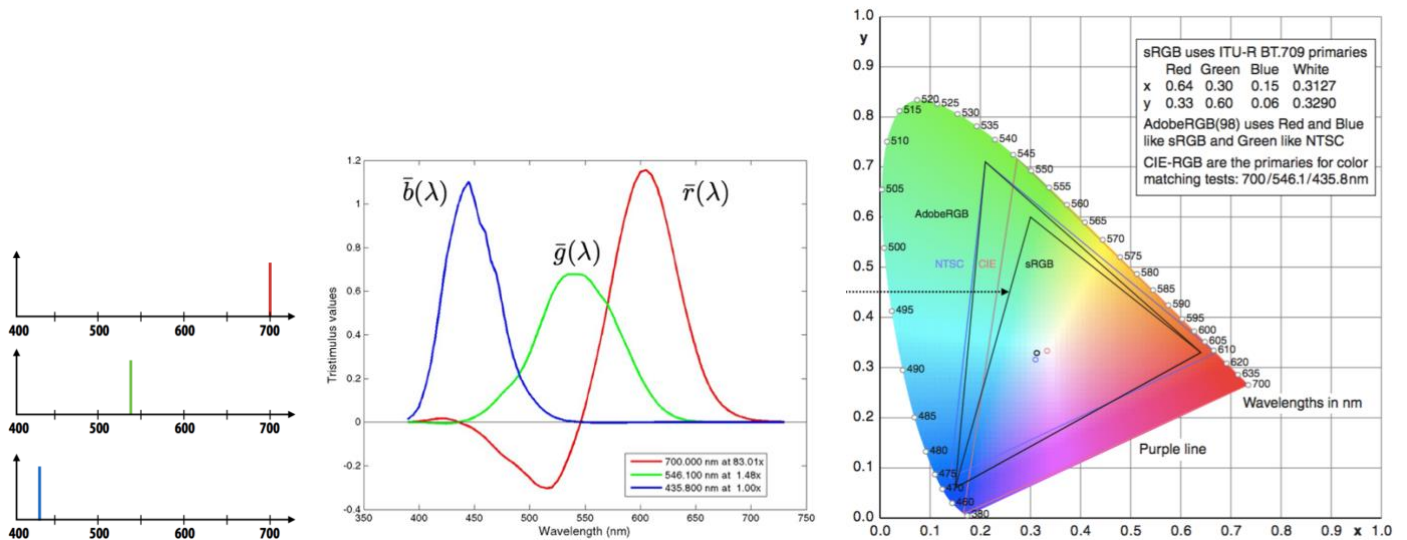 400 500 600 700
400 500 600 700
400 500 600 700
1.2
1
0.8
0.6
0.4
0.2
0
-0.2
-0.4
Tristimulus values
b̄(λ)
r̄(λ)
ḡ(λ)
700.000 nm at 83.01x
546.100 nm at 1.48x
435.800 nm at 1.00x
350 400 450 500 550 600 650 700 750
Wavelength (nm)
1.0
y
0.9
0.8
0.7
0.6
0.5
0.4
0.3
0.2
0.1
0.0
sRGB uses ITU-R BT.709 primaries
Red Green Blue White
x 0.64 0.30 0.15 0.3127
y 0.33 0.60 0.06 0.3290
AdobeRGB(98) uses Red and Blue
like sRGB and Green like NTSC
CIE-RGB are the primaries for color
matching tests: 700/546.1/435.8nm
520
525
515
530
535
510
540
545
550
505
555
560
AdobeRGB
565
570
500
575
NTSC CIE sRGB
580
585
590
495
595
600
605
610
490
620
635
700
Wavelengths in nm
485
Purple line
480
475
470
460
380
0.0 0.1 0.2 0.3 0.4 0.5 0.6 0.7 0.8 0.9 x 1.0